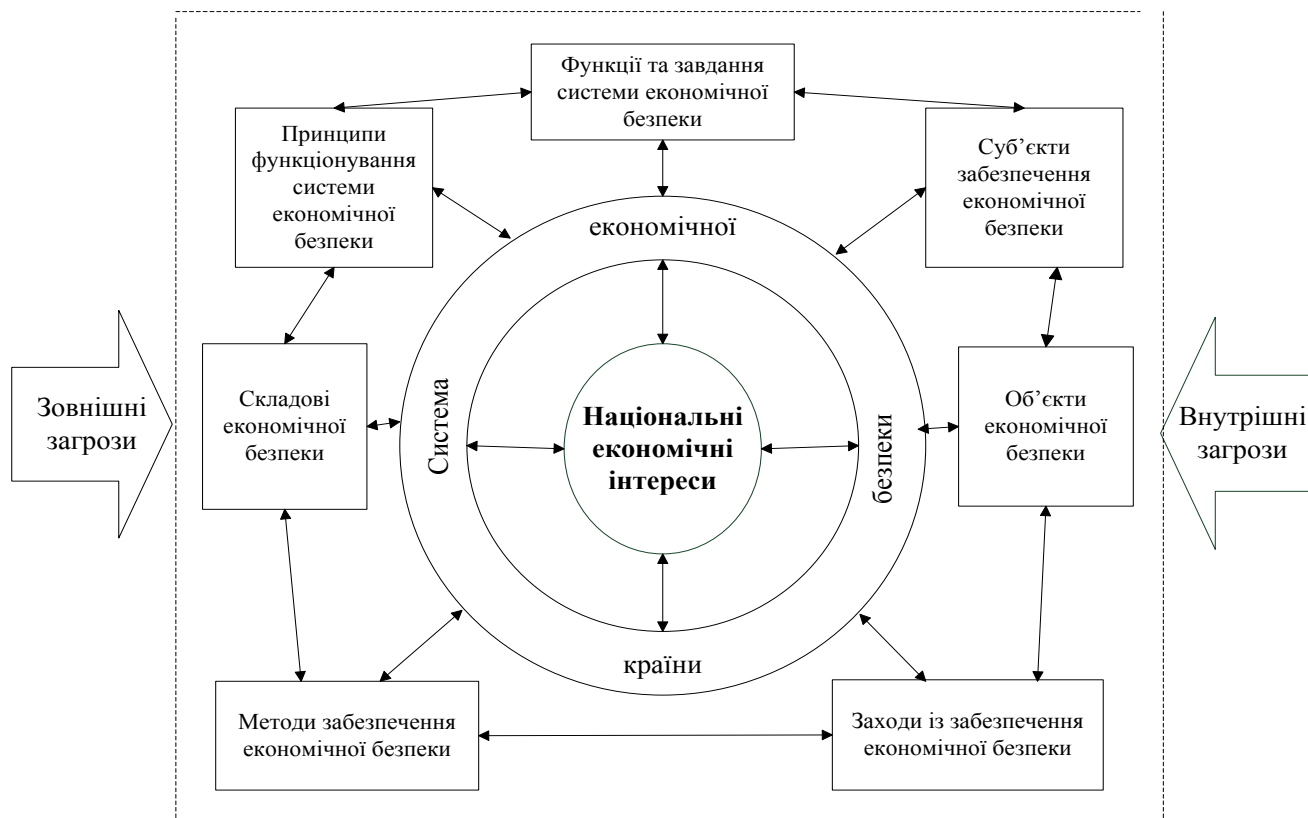 Функції та завдання
системи економічної
безпеки
Принципи
функціонування
системи
економічної
безпеки
Суб’єкти
забезпечення
економічної
безпеки
економічної
Зовнішні
загрози
Складові
економічної
безпеки
Система
Національні
економічні
інтереси
безпеки
Об’єкти
економічної
безпеки
Внутрішні
загрози
країни
Методи забезпечення
економічної безпеки
Заходи із забезпечення
економічної безпеки